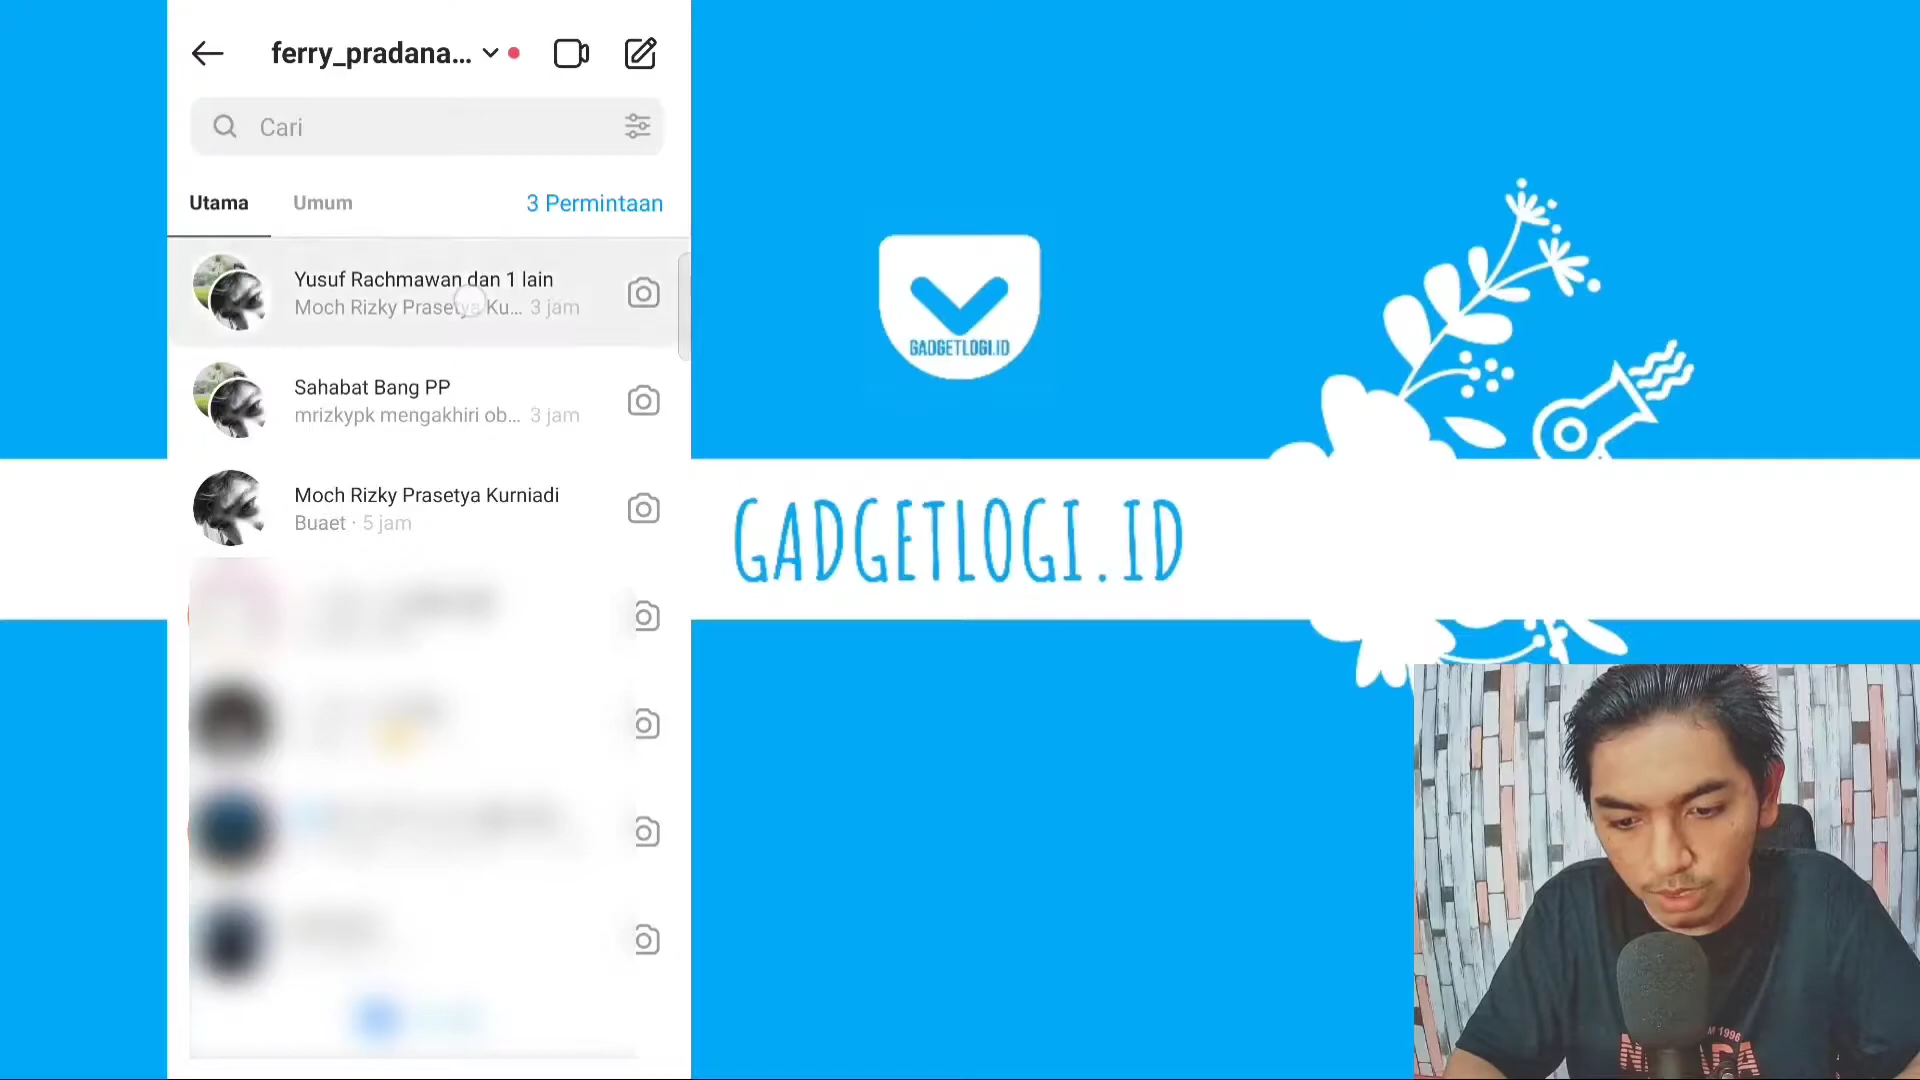 ferry_pradana...
Cari
Utama
Umum
3 Permintaan
Yusuf Rachmawan dan 1 lain
Moch Rizky Prasetya Ku... 3 jam
Sahabat Bang PP
mrizkypk mengakhiri ob... 3 jam
Moch Rizky Prasetya Kurniadi
Buaet · 5 jam
GADGETLOGI.ID
GADGETLOGI.ID
1996